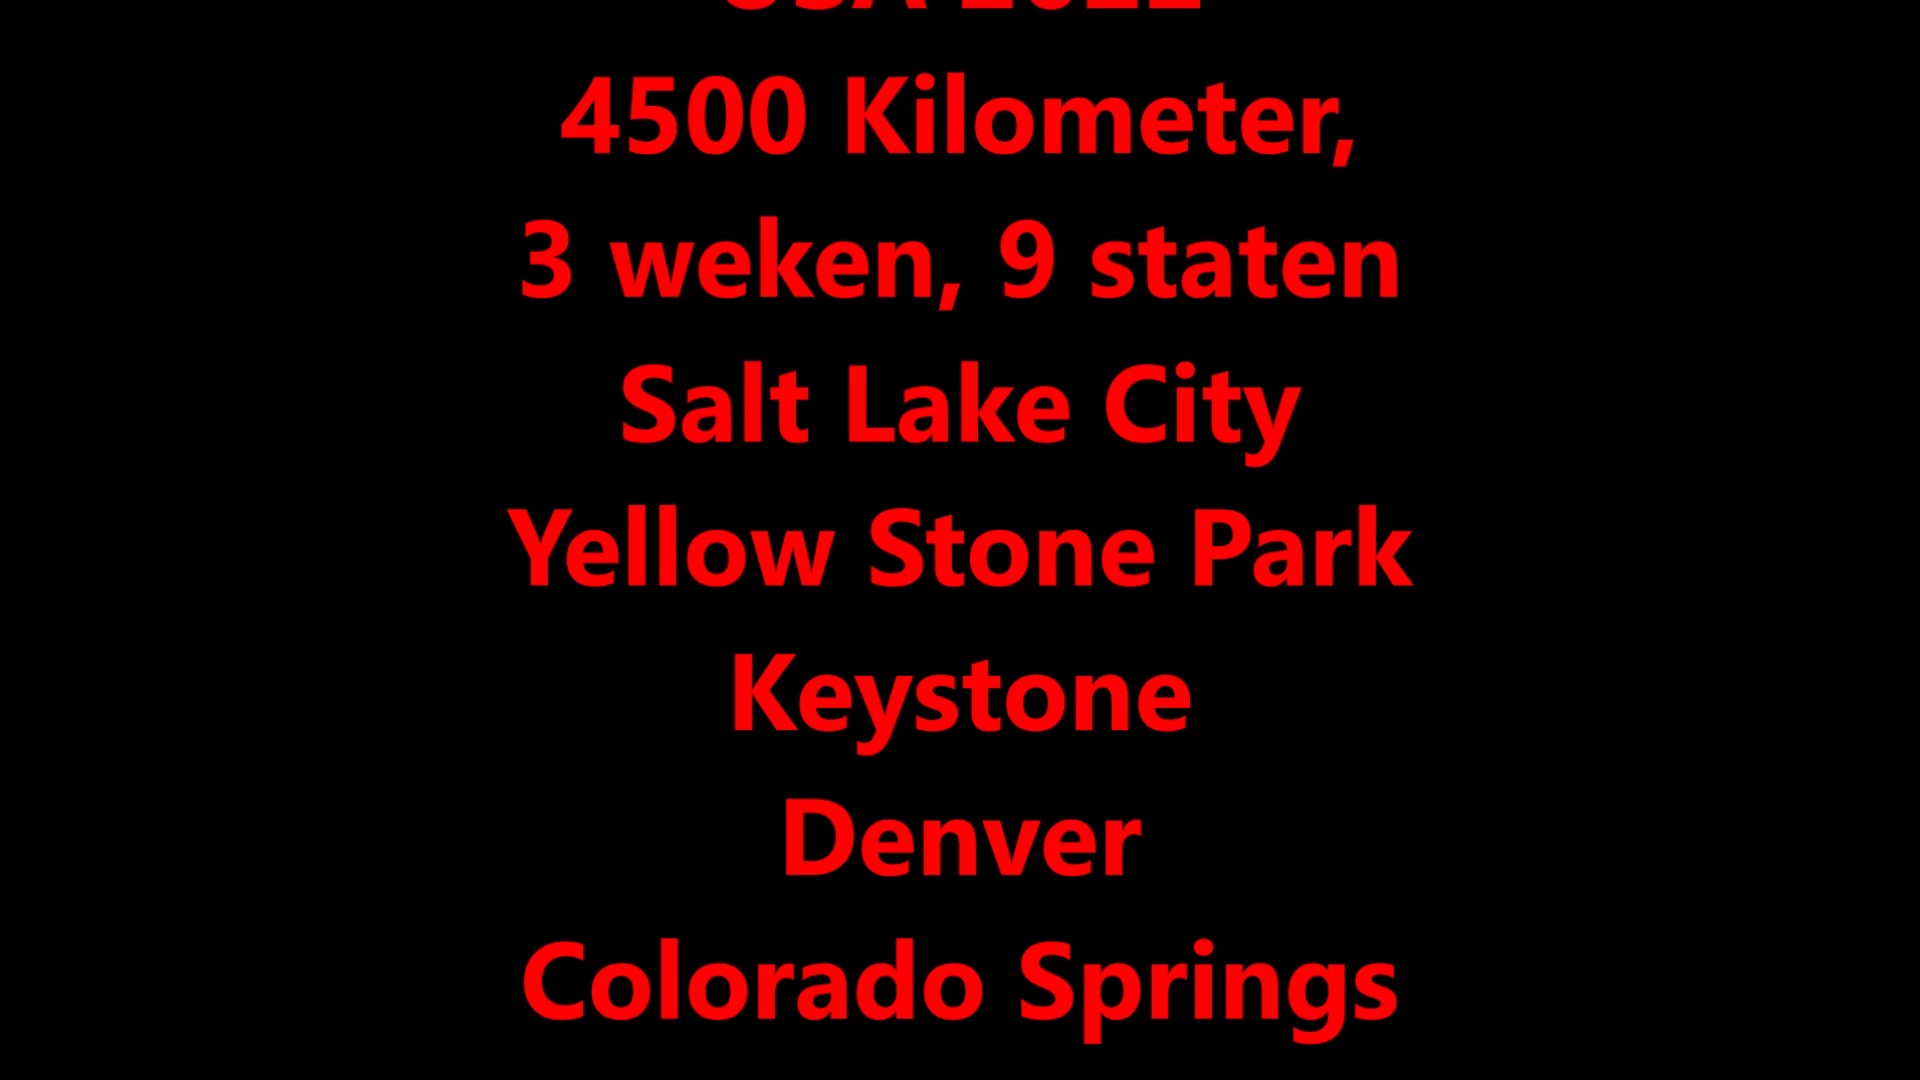 4500 Kilometer,
3 weken, 9 staten
Salt Lake City
Yellow Stone Park
Keystone
Denver
Colorado Springs